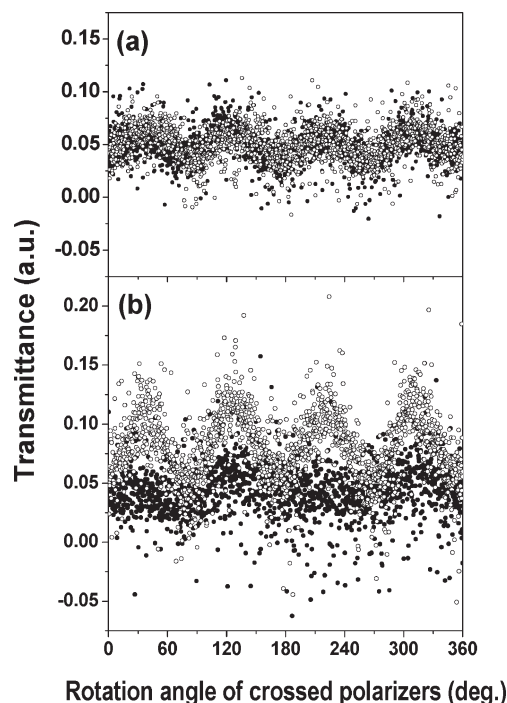 0.15
(a)
0.10
0.05
0.00
-0.05
0.20
(b)
0.15
0.10
0.05
0.00
-0.05
Transmittance (a.u.)
0 60 120 180 240 300 360
Rotation angle of crossed polarizers (deg.)